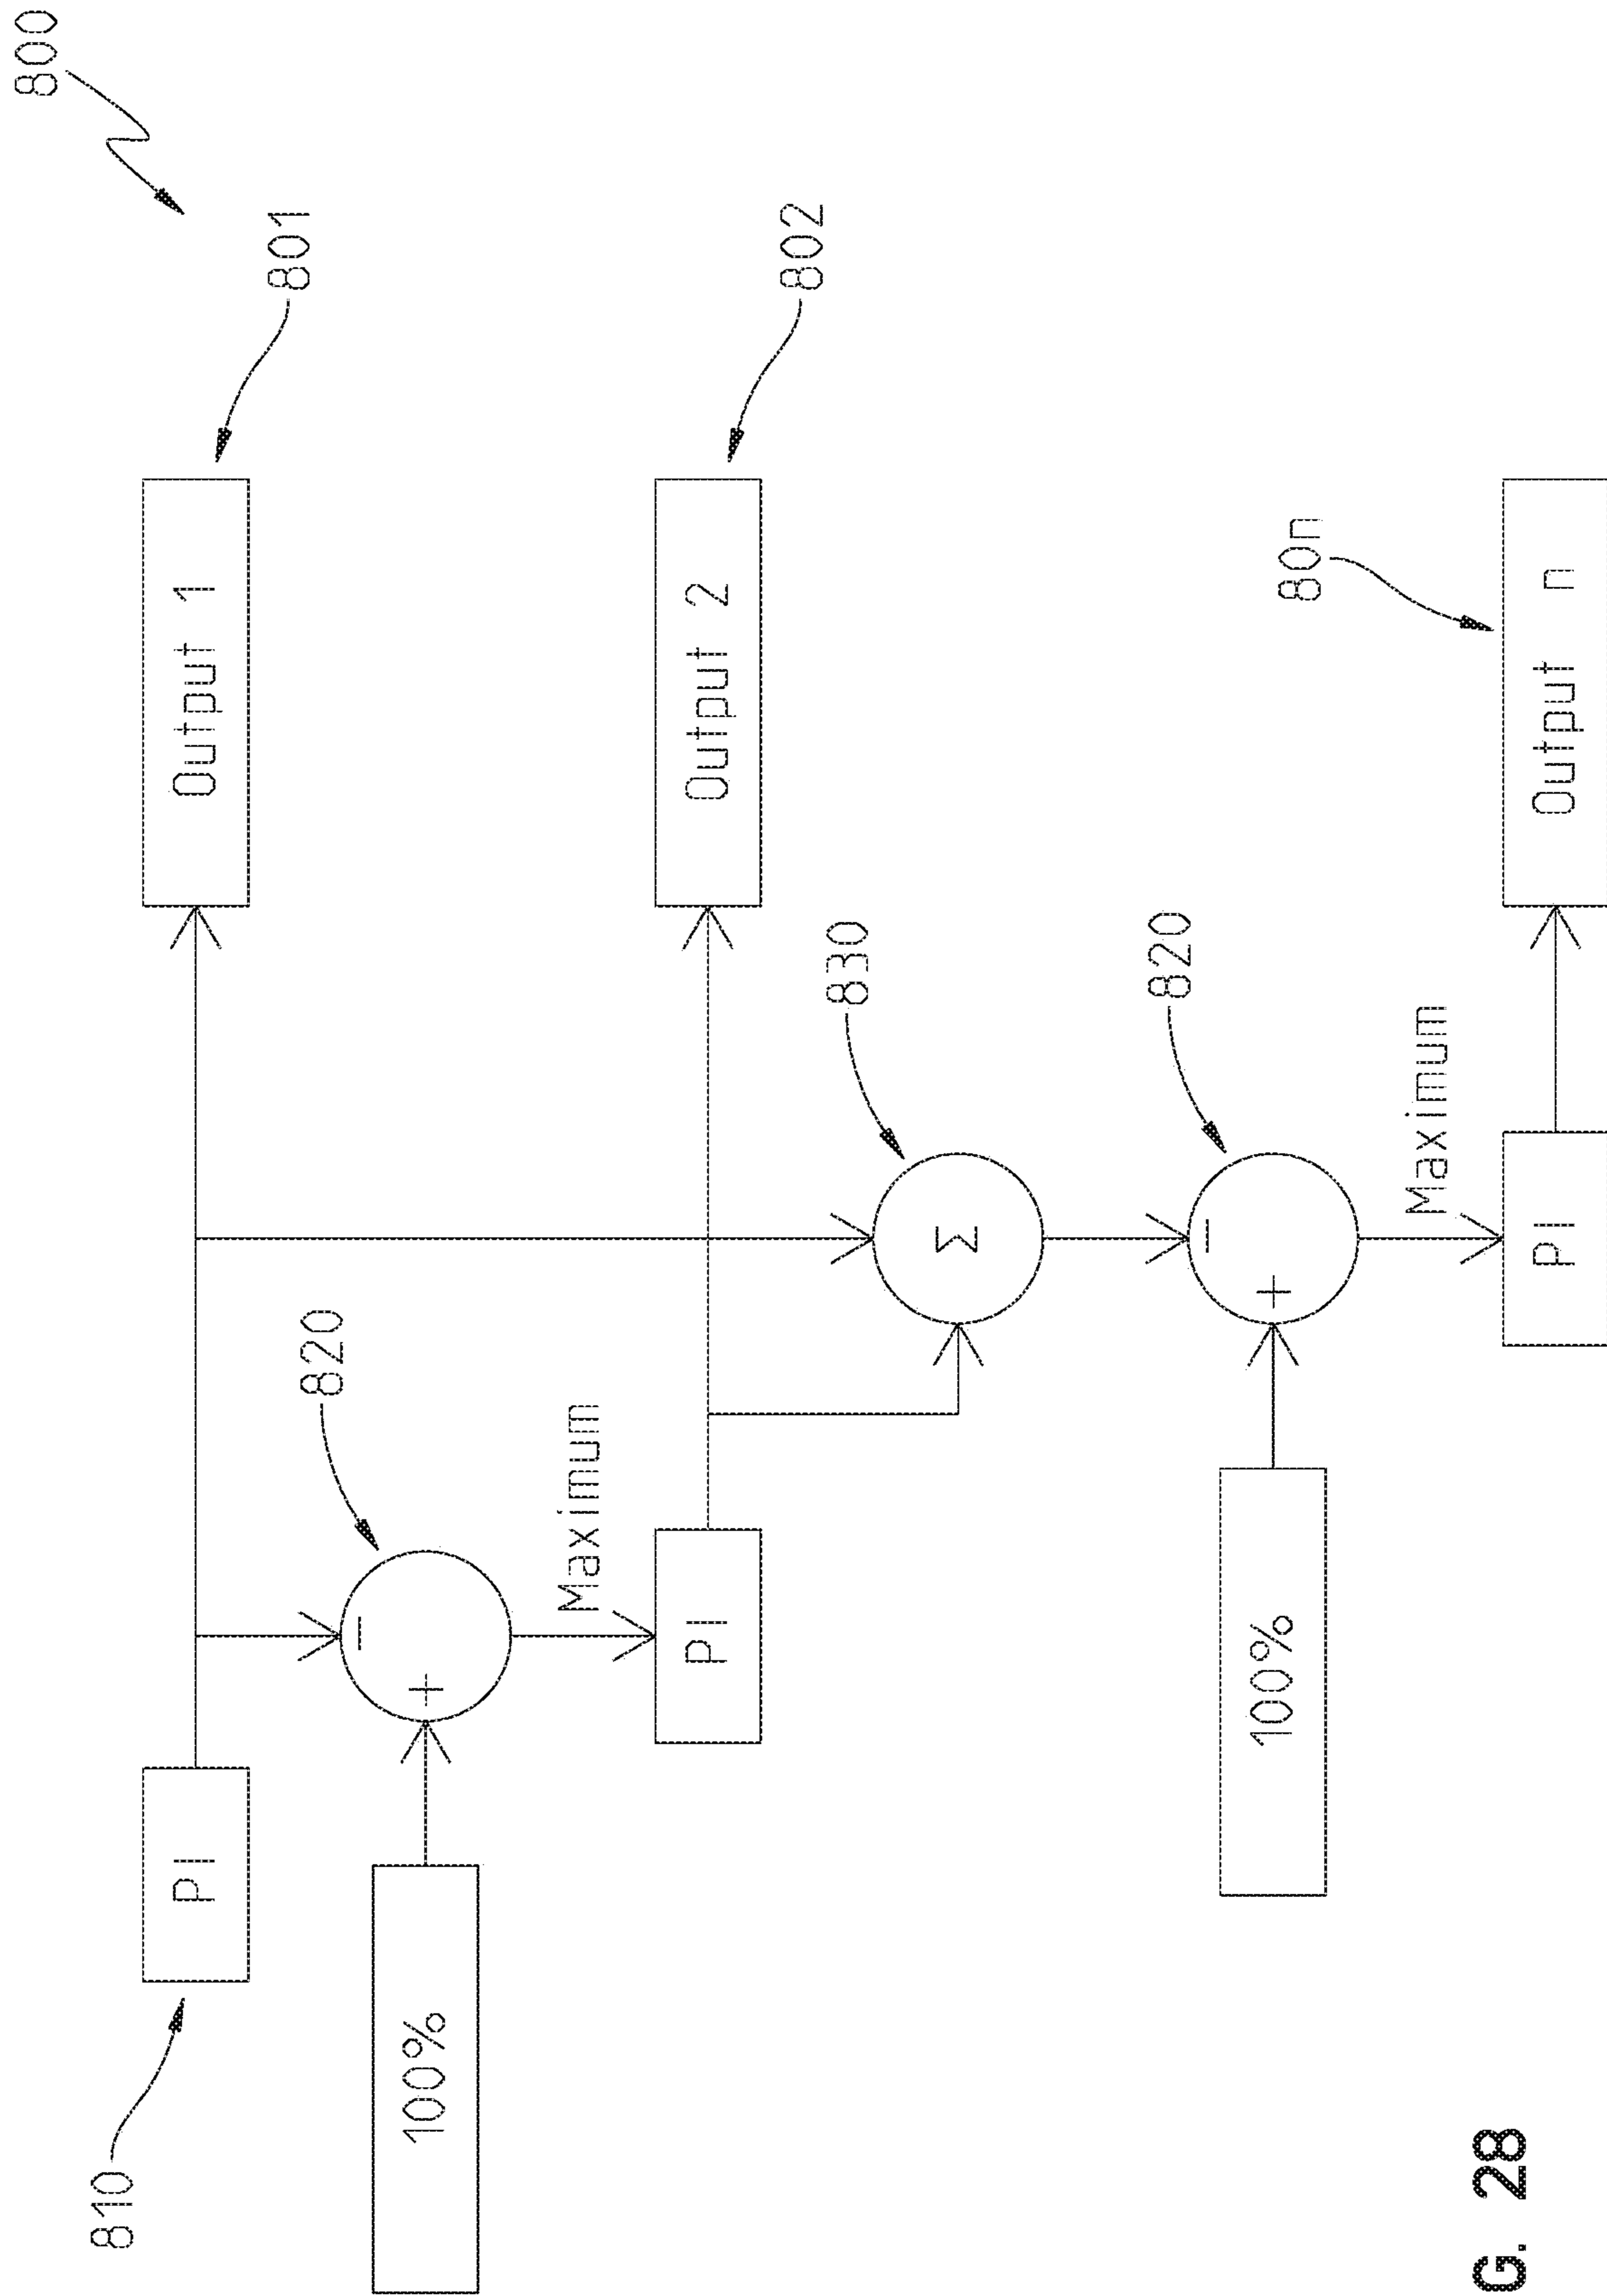 800
810
PI
Output 1
801
100%
+
−
820
Maximum
PI
Output 2
802
Σ
830
100%
+
−
820
Maximum
PI
Output n
80n
G. 28